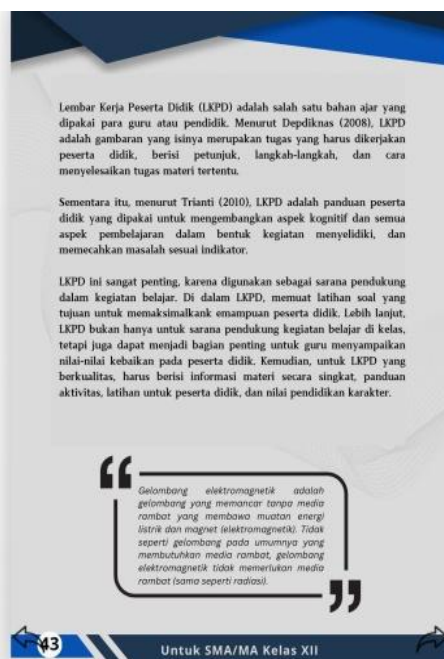 Lembar Kerja Peserta Didik (LKPD) adalah salah satu bahan ajar yang
dipakai para guru atau pendidik. Menurut Depdiknas (2008), LKPD
adalah gambaran yang isinya merupakan tugas yang harus dikerjakan
peserta didik, berisi petunjuk, langkah-langkah, dan cara
menyelesaikan tugas materi tertentu.
Sementara itu, menurut Trianti (2010), LKPD adalah panduan peserta
didik yang dipakai untuk mengembangkan aspek kognitif dan semua
aspek pembelajaran dalam bentuk kegiatan menyelidiki, dan
memecahkan masalah sesuai indikator.
LKPD ini sangat penting, karena digunakan sebagai sarana pendukung
dalam kegiatan belajar. Di dalam LKPD, memuat latihan soal yang
tujuan untuk memaksimalkank emampuan peserta didik. Lebih lanjut,
LKPD bukan hanya untuk sarana pendukung kegiatan belajar di kelas,
tetapi juga dapat menjadi bagian penting untuk guru menyampaikan
nilai-nilai kebaikan pada peserta didik. Kemudian, untuk LKPD yang
berkualitas, harus berisi informasi materi secara singkat, panduan
aktivitas, latihan untuk peserta didik, dan nilai pendidikan karakter.
Gelombang elektromagnetik adalah
gelombang yang memancar tanpa media
rambat yang membawa muatan energi
listrik dan magnet (elektromagnetik). Tidak
seperti gelombang pada umumnya yang
membutuhkan media rambat, gelombang
elektromagnetik tidak memerlukan media
rambat (sama seperti radiasi).
43
Untuk SMA/MA Kelas XII